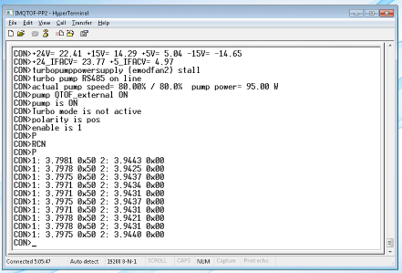 IMQTOF-PP2 - HyperTerminal
File Edit View Call Transfer Help
CON>+24V= 22.41 +15V= 14.29 +5V= 5.04 -15V= -14.65
CON>+24_IFACV= 23.77 +5_IFACV= 4.97
CON>turbopumppowersupply (emodfan2) stall
CON>turbo pump RS485 on line
CON>actual pump speed= 80.00% / 80.0% pump power= 95.00 W
CON>pump QTOF_external ON
CON>pump is ON
CON>Turbo mode is not active
CON>polarity is pos
CON>enable is 1
CON>P
CON>RCN
CON>P
CON>1: 3.7981 0x50 2: 3.9443 0x00
CON>1: 3.7978 0x50 2: 3.9425 0x00
CON>1: 3.7975 0x50 2: 3.9437 0x00
CON>1: 3.7971 0x50 2: 3.9434 0x00
CON>1: 3.7971 0x50 2: 3.9431 0x00
CON>1: 3.7975 0x50 2: 3.9437 0x00
CON>1: 3.7971 0x50 2: 3.9431 0x00
CON>1: 3.7978 0x50 2: 3.9421 0x00
CON>1: 3.7978 0x50 2: 3.9431 0x00
CON>1: 3.7975 0x50 2: 3.9440 0x00
CON>_
Connected 5:05:47 Auto detect 19200 8-N-1 SCROLL CAPS NUM Capture Print echo